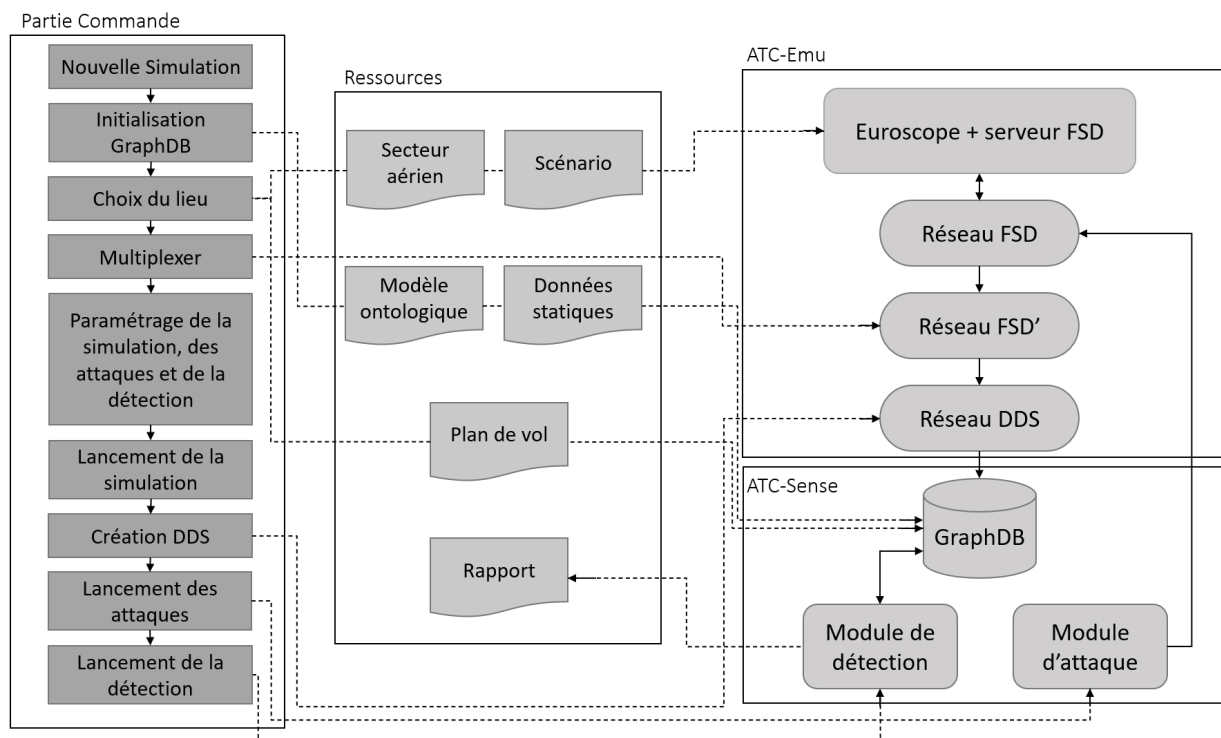 Partie Commande
Nouvelle Simulation
Initialisation
GraphDB
Choix du lieu
Multiplexer
Paramétrage de la
simulation, des
attaques et de la
détection
Lancement de la
simulation
Création DDS
Lancement des
attaques
Lancement de la
détection
Ressources
Secteur
aérien
Scénario
Modèle
ontologique
Données
statiques
Plan de vol
Rapport
ATC-Emu
Euroscope + serveur FSD
Réseau FSD
Réseau FSD’
Réseau DDS
ATC-Sense
GraphDB
Module de
détection
Module
d’attaque